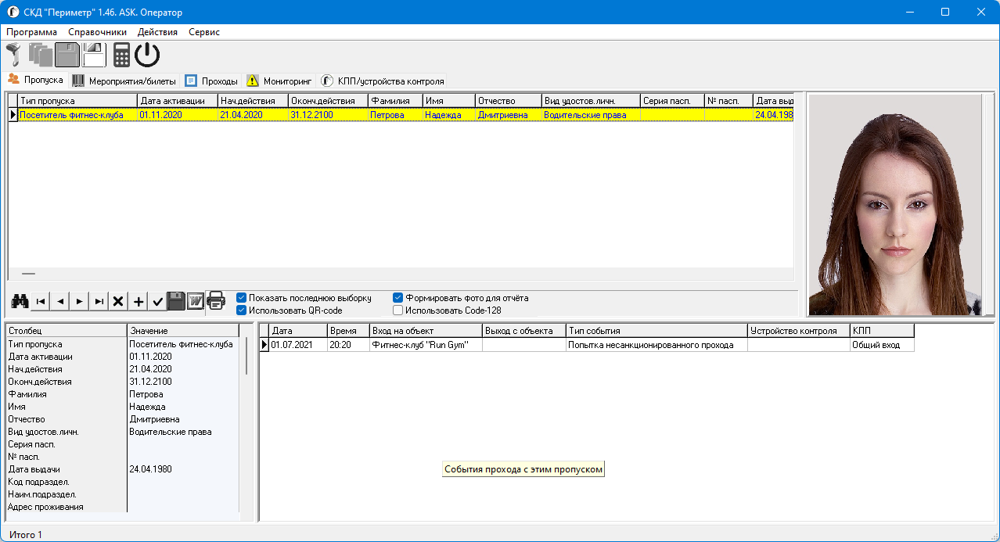 СКД "Периметр" 1.46. ASK. Оператор
Программа Справочники Действия Сервис
Пропуска Мероприятия/билеты Проходы Мониторинг КПП/устройства контроля
Тип пропуска Дата активации Нач.действия Оконч.действия Фамилия Имя Отчество Вид удостов.личн. Серия пасп. № пасп. Дата выд
Посетитель фитнес-клуба 01.11.2020 21.04.2020 31.12.2100 Петрова Надежда Дмитриевна Водительские права 24.04.198
Показать последнюю выборку Формировать фото для отчёта
Использовать QR-code Использовать Code-128
Столбец Значение
Тип пропуска Посетитель фитнес-клуба
Дата активации 01.11.2020
Нач.действия 21.04.2020
Оконч.действия 31.12.2100
Фамилия Петрова
Имя Надежда
Отчество Дмитриевна
Вид удостов.личн. Водительские права
Серия пасп.
№ пасп.
Дата выдачи 24.04.1980
Код подраздел.
Наим.подраздел.
Адрес проживания
Дата Время Вход на объект Выход с объекта Тип события Устройство контроля КПП
01.07.2021 20:20 Фитнес-клуб "Run Gym" Попытка несанкционированного прохода Общий вход
События прохода с этим пропуском
Итого 1